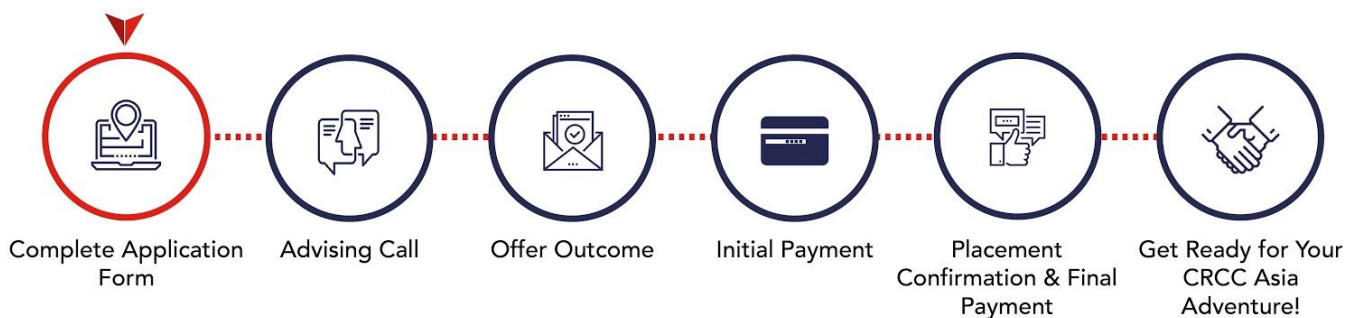 Complete Application
Form
Advising Call
Offer Outcome
Initial Payment
Placement
Confirmation & Final
Payment
Get Ready for Your
CRCC Asia
Adventure!